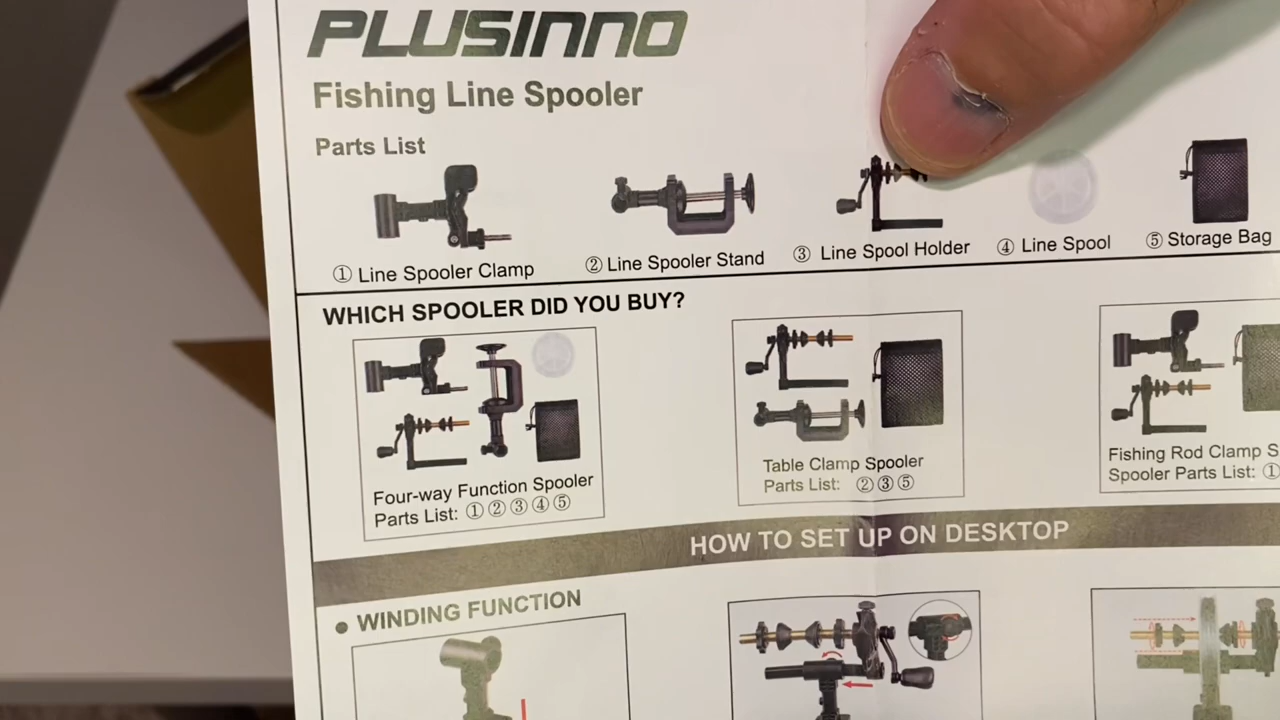 PLUSINNO
Fishing Line Spooler
Parts List
① Line Spooler Clamp
② Line Spooler Stand
③ Line Spool Holder
④ Line Spool
⑤ Storage Bag
WHICH SPOOLER DID YOU BUY?
Four-way Function Spooler
Parts List: ①②③④⑤
Table Clamp Spooler
Parts List: ②③⑤
Fishing Rod Clamp S
Spooler Parts List: ①
HOW TO SET UP ON DESKTOP
● WINDING FUNCTION